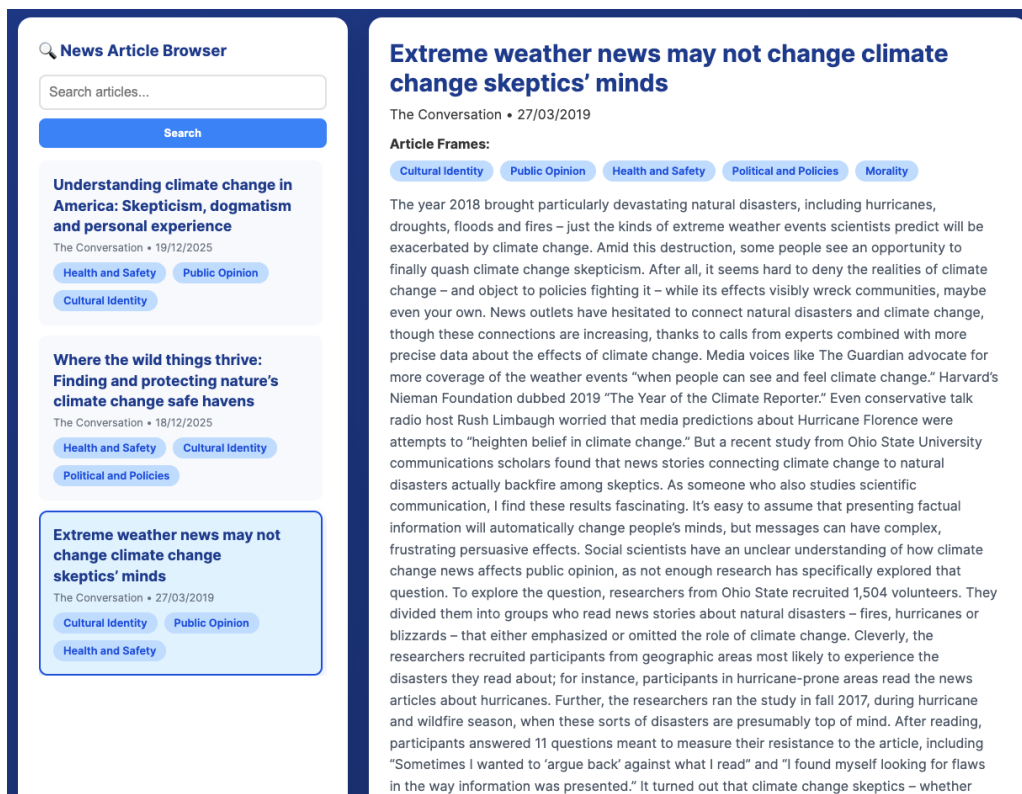 News Article Browser
Search articles...
Search
Understanding climate change in
America: Skepticism, dogmatism
and personal experience
The Conversation • 19/12/2025
Health and Safety
Public Opinion
Cultural Identity
Where the wild things thrive:
Finding and protecting nature’s
climate change safe havens
The Conversation • 18/12/2025
Health and Safety
Cultural Identity
Political and Policies
Extreme weather news may not
change climate change
skeptics’ minds
The Conversation • 27/03/2019
Cultural Identity
Public Opinion
Health and Safety
Extreme weather news may not change climate
change skeptics’ minds
The Conversation • 27/03/2019
Article Frames:
Cultural Identity
Public Opinion
Health and Safety
Political and Policies
Morality
The year 2018 brought particularly devastating natural disasters, including hurricanes,
droughts, floods and fires – just the kinds of extreme weather events scientists predict will be
exacerbated by climate change. Amid this destruction, some people see an opportunity to
finally quash climate change skepticism. After all, it seems hard to deny the realities of climate
change – and object to policies fighting it – while its effects visibly wreck communities, maybe
even your own. News outlets have hesitated to connect natural disasters and climate change,
though these connections are increasing, thanks to calls from experts combined with more
precise data about the effects of climate change. Media voices like The Guardian advocate for
more coverage of the weather events “when people can see and feel climate change.” Harvard’s
Nieman Foundation dubbed 2019 “The Year of the Climate Reporter.” Even conservative talk
radio host Rush Limbaugh worried that media predictions about Hurricane Florence were
attempts to “heighten belief in climate change.” But a recent study from Ohio State University
communications scholars found that news stories connecting climate change to natural
disasters actually backfire among skeptics. As someone who also studies scientific
communication, I find these results fascinating. It’s easy to assume that presenting factual
information will automatically change people’s minds, but messages can have complex,
frustrating persuasive effects. Social scientists have an unclear understanding of how climate
change news affects public opinion, as not enough research has specifically explored that
question. To explore the question, researchers from Ohio State recruited 1,504 volunteers. They
divided them into groups who read news stories about natural disasters – fires, hurricanes or
blizzards – that either emphasized or omitted the role of climate change. Cleverly, the
researchers recruited participants from geographic areas most likely to experience the
disasters they read about; for instance, participants in hurricane-prone areas read the news
articles about hurricanes. Further, the researchers ran the study in fall 2017, during hurricane
and wildfire season, when these sorts of disasters are presumably top of mind. After reading,
participants answered 11 questions meant to measure their resistance to the article, including
“Sometimes I wanted to ‘argue back’ against what I read” and “I found myself looking for flaws
in the way information was presented.” It turned out that climate change skeptics – whether